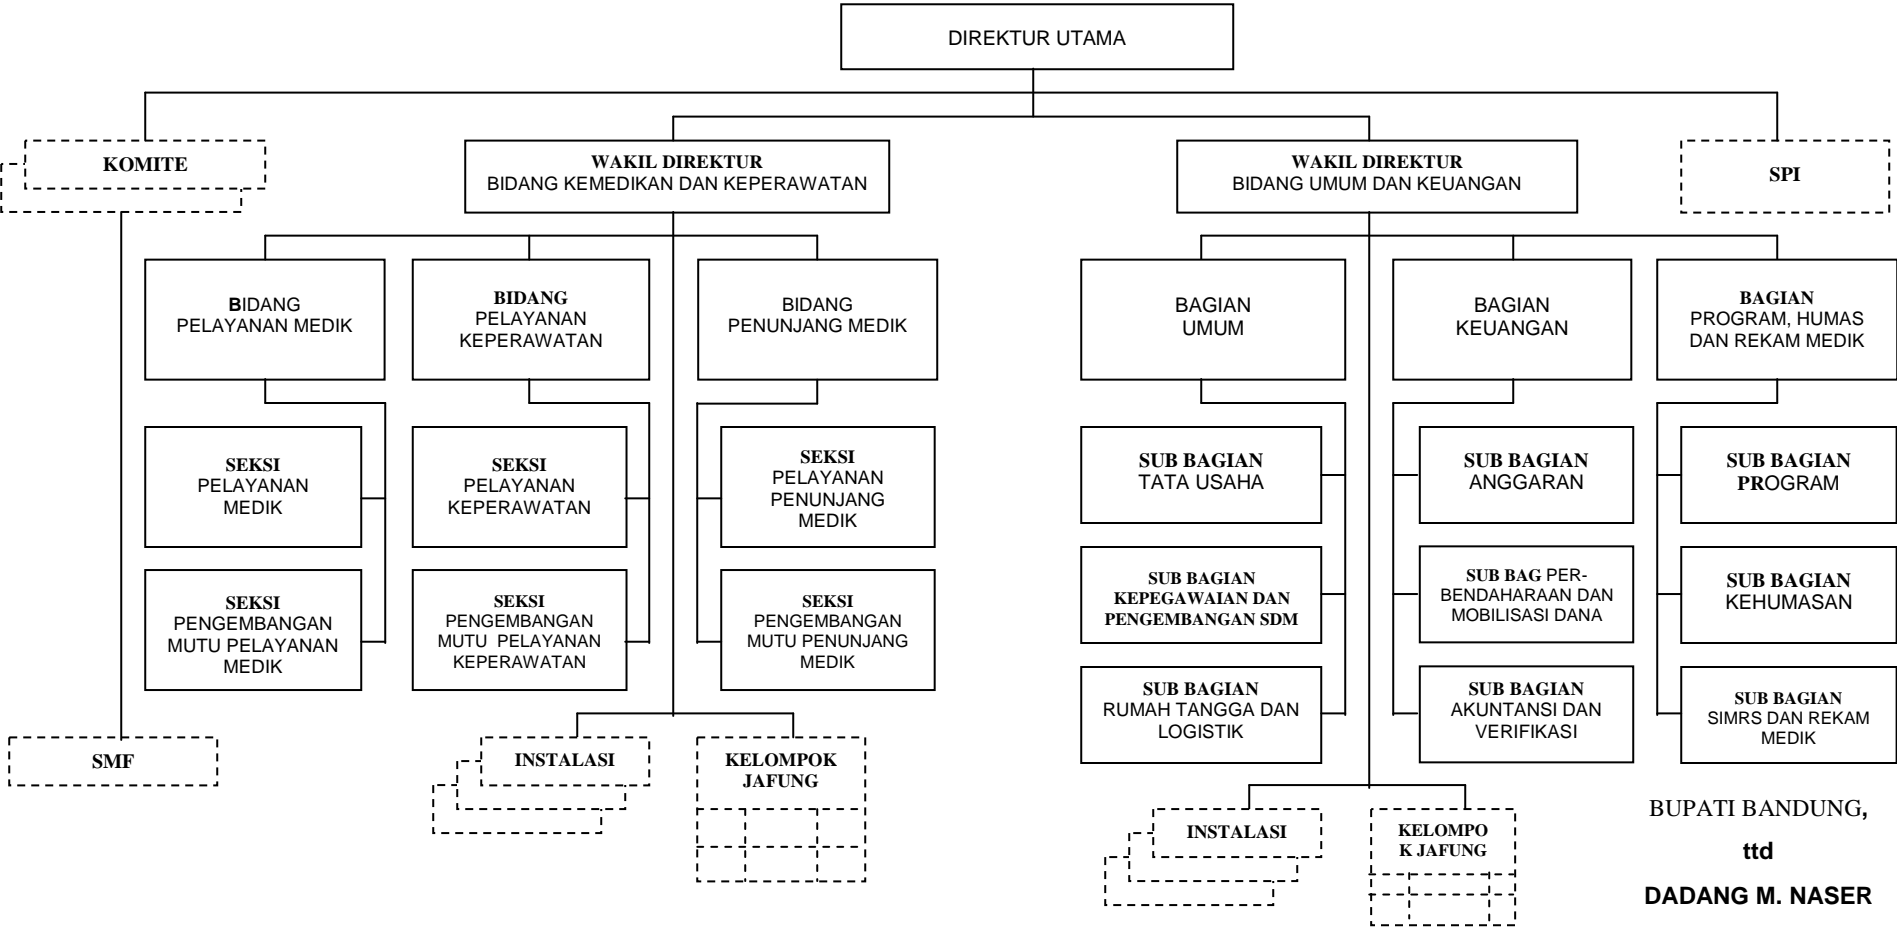 DIREKTUR UTAMA
KOMITE
WAKIL DIREKTUR
BIDANG KEMEDIKAN DAN KEPERAWATAN
WAKIL DIREKTUR
BIDANG UMUM DAN KEUANGAN
SPI
BIDANG
PELAYANAN MEDIK
BIDANG
PELAYANAN
KEPERAWATAN
BIDANG
PENUNJANG MEDIK
BAGIAN
UMUM
BAGIAN
KEUANGAN
BAGIAN
PROGRAM, HUMAS
DAN REKAM MEDIK
SEKSI
PELAYANAN
MEDIK
SEKSI
PELAYANAN
KEPERAWATAN
SEKSI
PELAYANAN
PENUNJANG
MEDIK
SUB BAGIAN
TATA USAHA
SUB BAGIAN
ANGGARAN
SUB BAGIAN
PROGRAM
SEKSI
PENGEMBANGAN
MUTU PELAYANAN
MEDIK
SEKSI
PENGEMBANGAN
MUTU PELAYANAN
KEPERAWATAN
SEKSI
PENGEMBANGAN
MUTU PENUNJANG
MEDIK
SUB BAGIAN
KEPEGAWAIAN DAN
PENGEMBANGAN SDM
SUB BAG PER-
BENDAHARAAN DAN
MOBILISASI DANA
SUB BAGIAN
KEHUMASAN
SUB BAGIAN
RUMAH TANGGA DAN
LOGISTIK
SUB BAGIAN
AKUNTANSI DAN
VERIFIKASI
SUB BAGIAN
SIMRS DAN REKAM
MEDIK
SMF
INSTALASI
KELOMPOK
JAFUNG
INSTALASI
KELOMPO
K JAFUNG
BUPATI BANDUNG,
ttd
DADANG M. NASER